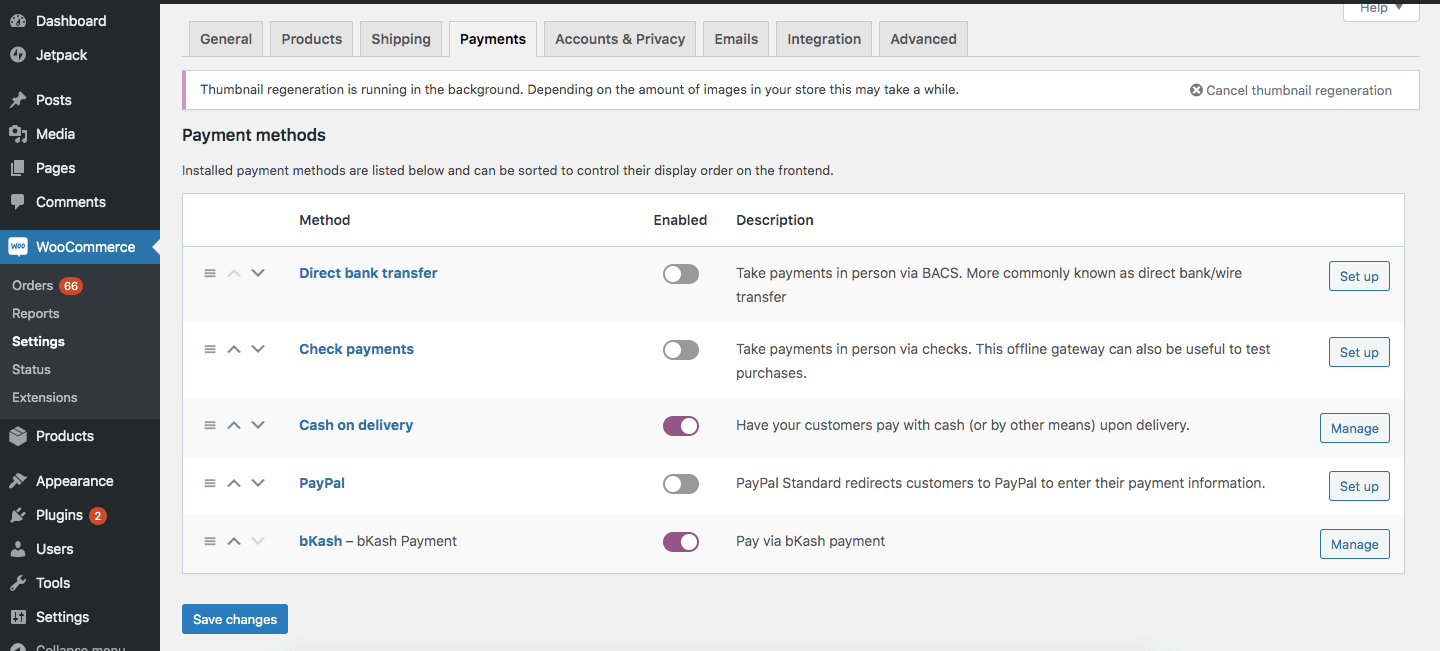 Dashboard
Jetpack
Posts
Media
Pages
Comments
woo WooCommerce
Orders 66
Reports
Settings
Status
Extensions
Products
Appearance
Plugins 2
Users
Tools
Settings
Collapse menu
Help
General Products Shipping Payments Accounts & Privacy Emails Integration Advanced
Thumbnail regeneration is running in the background. Depending on the amount of images in your store this may take a while. Cancel thumbnail regeneration
Payment methods
Installed payment methods are listed below and can be sorted to control their display order on the frontend.
Method Enabled Description
Direct bank transfer Take payments in person via BACS. More commonly known as direct bank/wire Set up
transfer
Check payments Take payments in person via checks. This offline gateway can also be useful to test Set up
purchases.
Cash on delivery Have your customers pay with cash (or by other means) upon delivery. Manage
PayPal PayPal Standard redirects customers to PayPal to enter their payment information. Set up
bKash – bKash Payment Pay via bKash payment Manage
Save changes